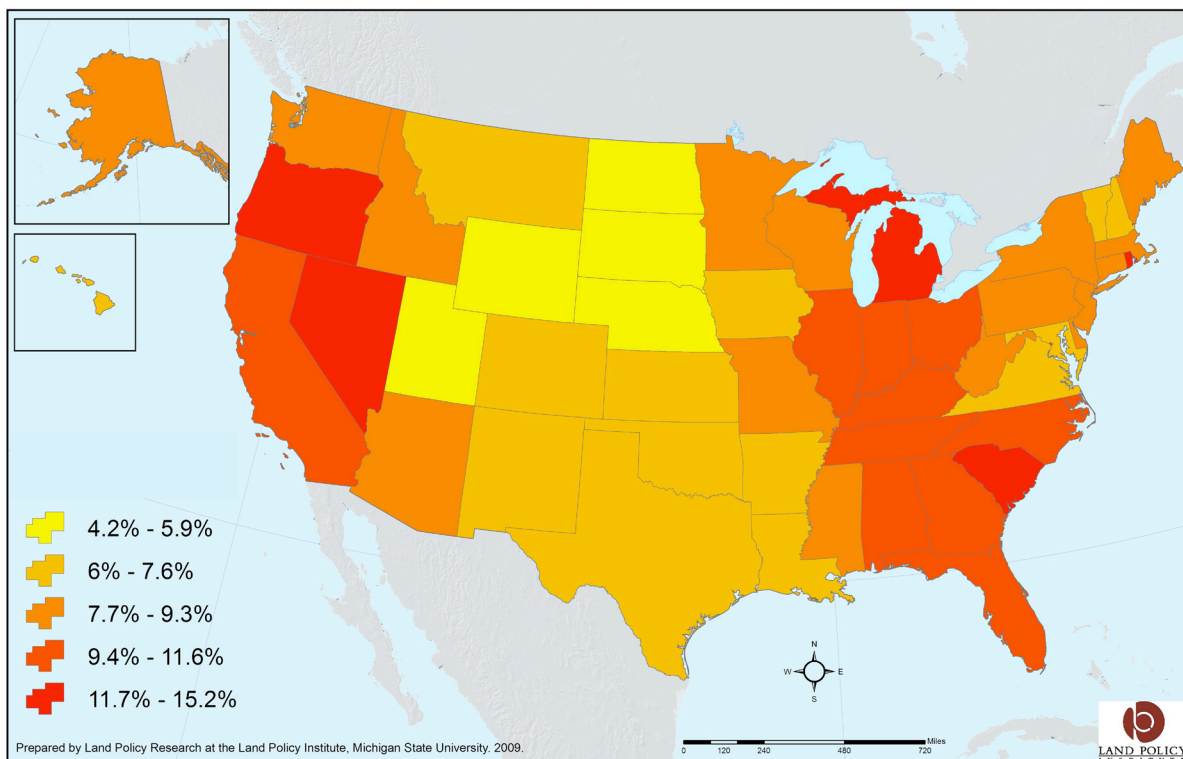 4.2% - 5.9%
6% - 7.6%
7.7% - 9.3%
9.4% - 11.6%
11.7% - 15.2%
Prepared by Land Policy Research at the Land Policy Institute, Michigan State University. 2009.
N
W E
S
Miles
0 120 240 480 720
LAND POLICY